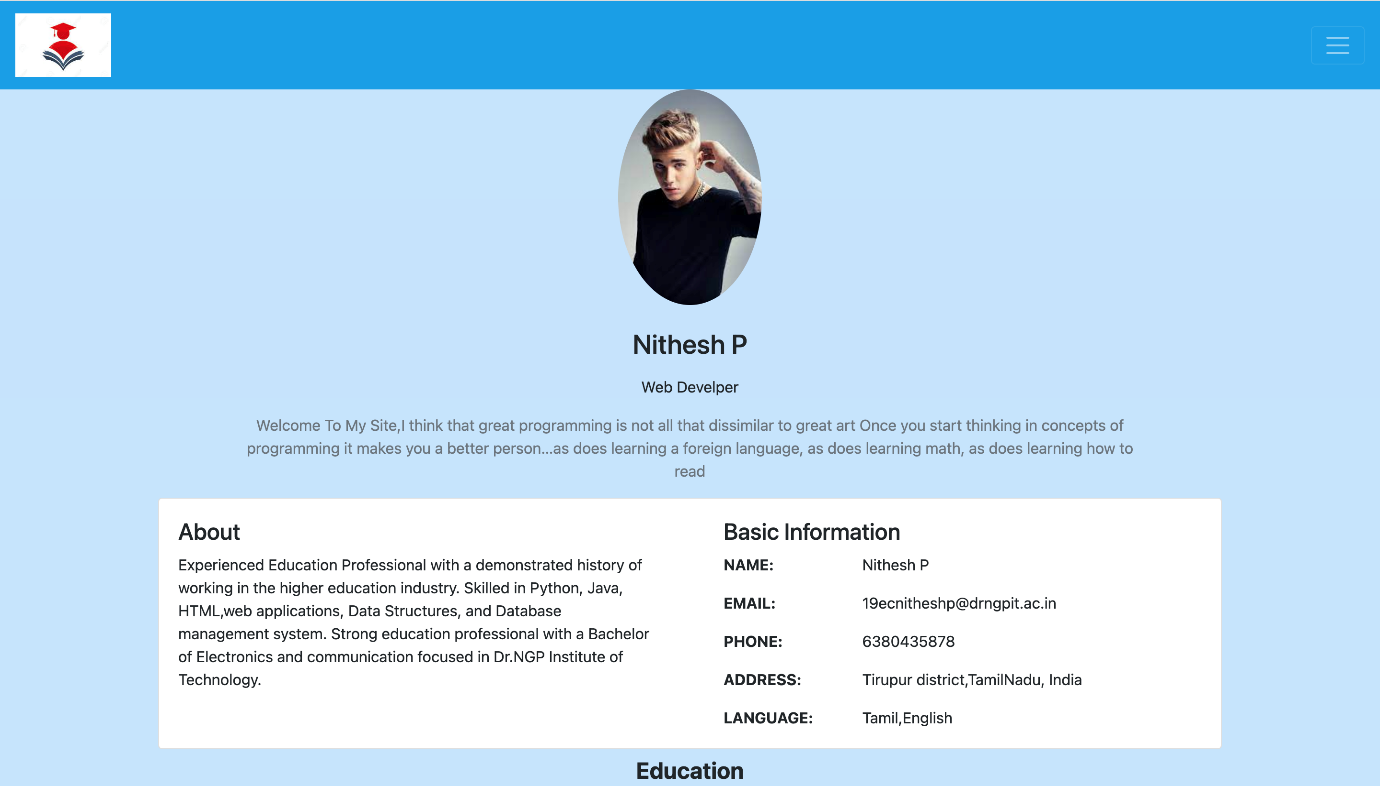 Nithesh P
Web Develper
Welcome To My Site,I think that great programming is not all that dissimilar to great art Once you start thinking in concepts of
programming it makes you a better person...as does learning a foreign language, as does learning math, as does learning how to
read
About
Experienced Education Professional with a demonstrated history of
working in the higher education industry. Skilled in Python, Java,
HTML,web applications, Data Structures, and Database
management system. Strong education professional with a Bachelor
of Electronics and communication focused in Dr.NGP Institute of
Technology.
Basic Information
NAME: Nithesh P
EMAIL: 19ecnitheshp@drngpit.ac.in
PHONE: 6380435878
ADDRESS: Tirupur district,TamilNadu, India
LANGUAGE: Tamil,English
Education